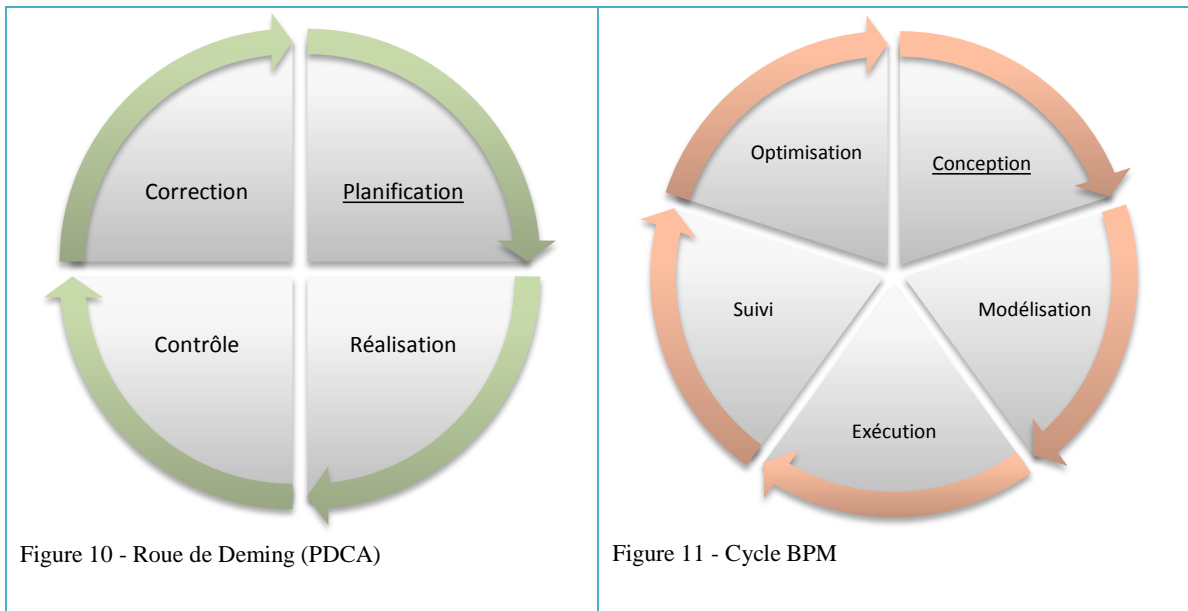 Correction
Planification
Contrôle
Réalisation
Figure 10 - Roue de Deming (PDCA)
Optimisation
Conception
Suivi
Modélisation
Exécution
Figure 11 - Cycle BPM